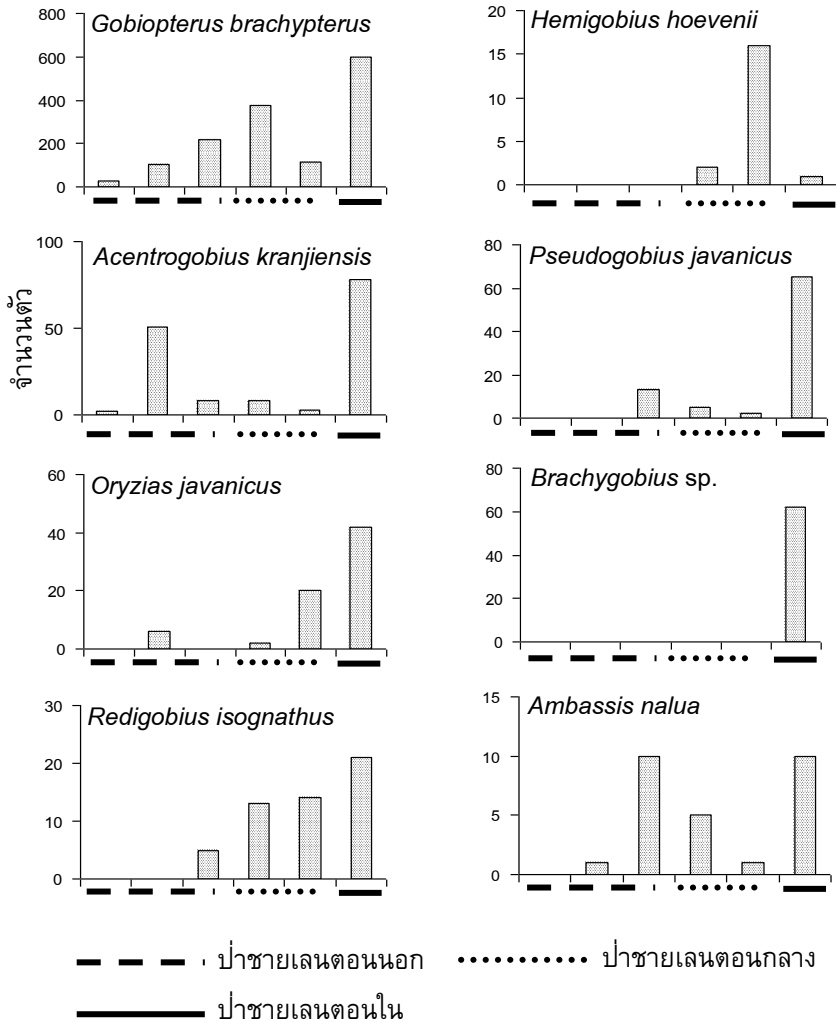 Gobiopterus brachypterus
800
600
400
200
0
Hemigobius hoevenii
20
15
10
5
0
จำนวนตัว
Acentrogobius kranjiensis
100
50
0
Pseudogobius javanicus
80
60
40
20
0
Oryzias javanicus
60
40
20
0
Brachygobius sp.
80
60
40
20
0
Redigobius isognathus
30
20
10
0
Ambassis nalua
15
10
5
0
ป่าชายเลนตอนนอก
ป่าชายเลนตอนกลาง
ป่าชายเลนตอนใน